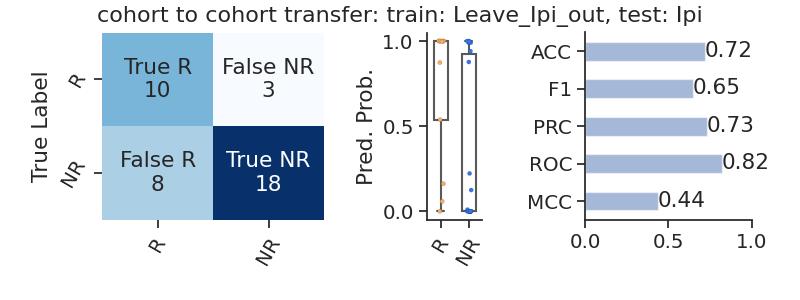 cohort to cohort transfer: train: Leave_Ipi_out, test: Ipi
True Label
R
NR
True R
10
False NR
3
False R
8
True NR
18
R
NR
Pred. Prob.
1.0
0.5
0.0
R
NR
ACC
0.72
F1
0.65
PRC
0.73
ROC
0.82
MCC
0.44
0.0
0.5
1.0